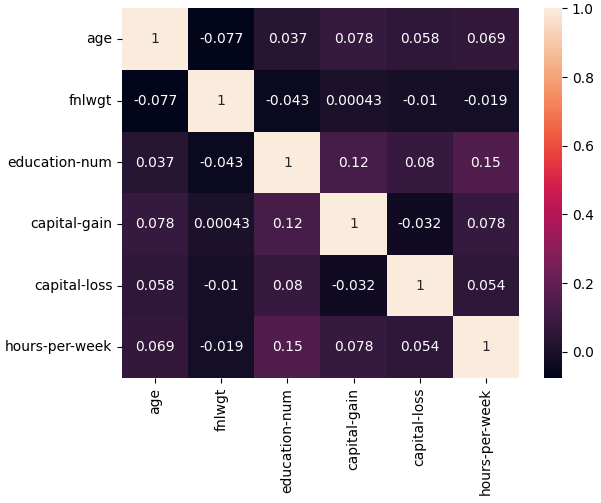 1.0
age 1 -0.077 0.037 0.078 0.058 0.069
fnlwgt -0.077 1 -0.043 0.00043 -0.01 -0.019 0.8
education-num 0.037 -0.043 1 0.12 0.08 0.15 0.6
capital-gain 0.078 0.00043 0.12 1 -0.032 0.078 0.4
capital-loss 0.058 -0.01 0.08 -0.032 1 0.054 0.2
hours-per-week 0.069 -0.019 0.15 0.078 0.054 1 0.0
age fnlwgt education-num capital-gain capital-loss hours-per-week